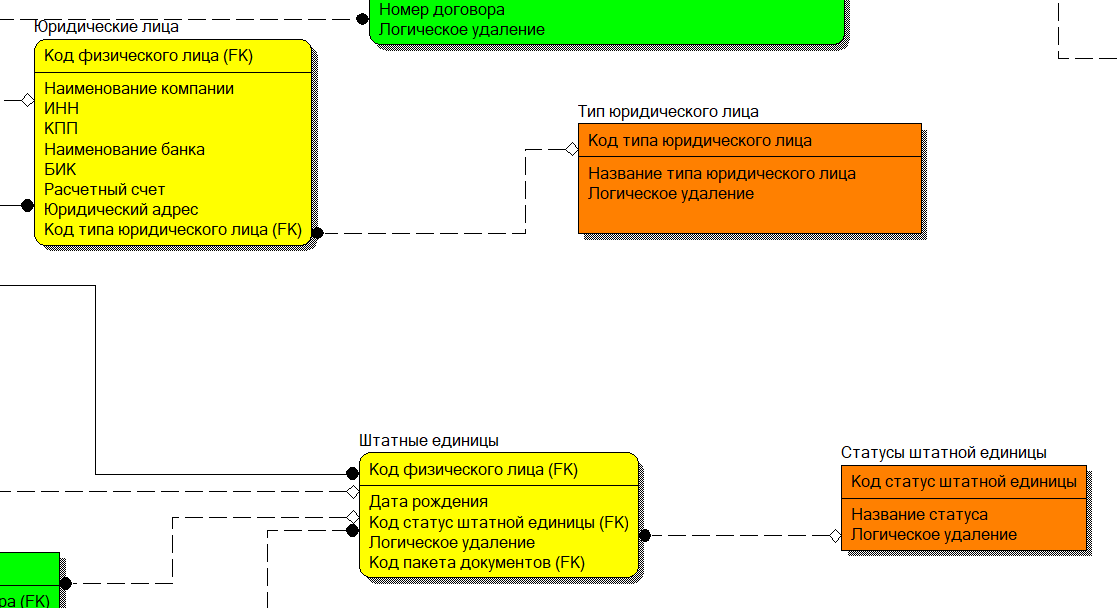 Номер договора
Логическое удаление
Юридические лица
Код физического лица (FK)
Наименование компании
ИНН
КПП
Наименование банка
БИК
Расчетный счет
Юридический адрес
Код типа юридического лица (FK)
Тип юридического лица
Код типа юридического лица
Название типа юридического лица
Логическое удаление
Штатные единицы
Код физического лица (FK)
Дата рождения
Код статус штатной единицы (FK)
Логическое удаление
Код пакета документов (FK)
Статусы штатной единицы
Код статус штатной единицы
Название статуса
Логическое удаление
ра (FK)